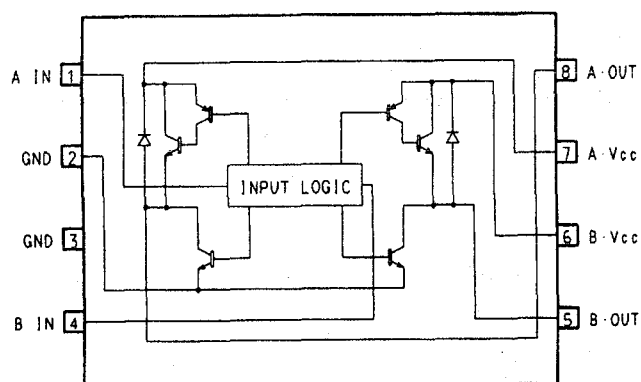 A IN 1
GND 2
GND 3
B IN 4
INPUT LOGIC
8 A·OUT
7 A·Vcc
6 B·Vcc
5 B·OUT